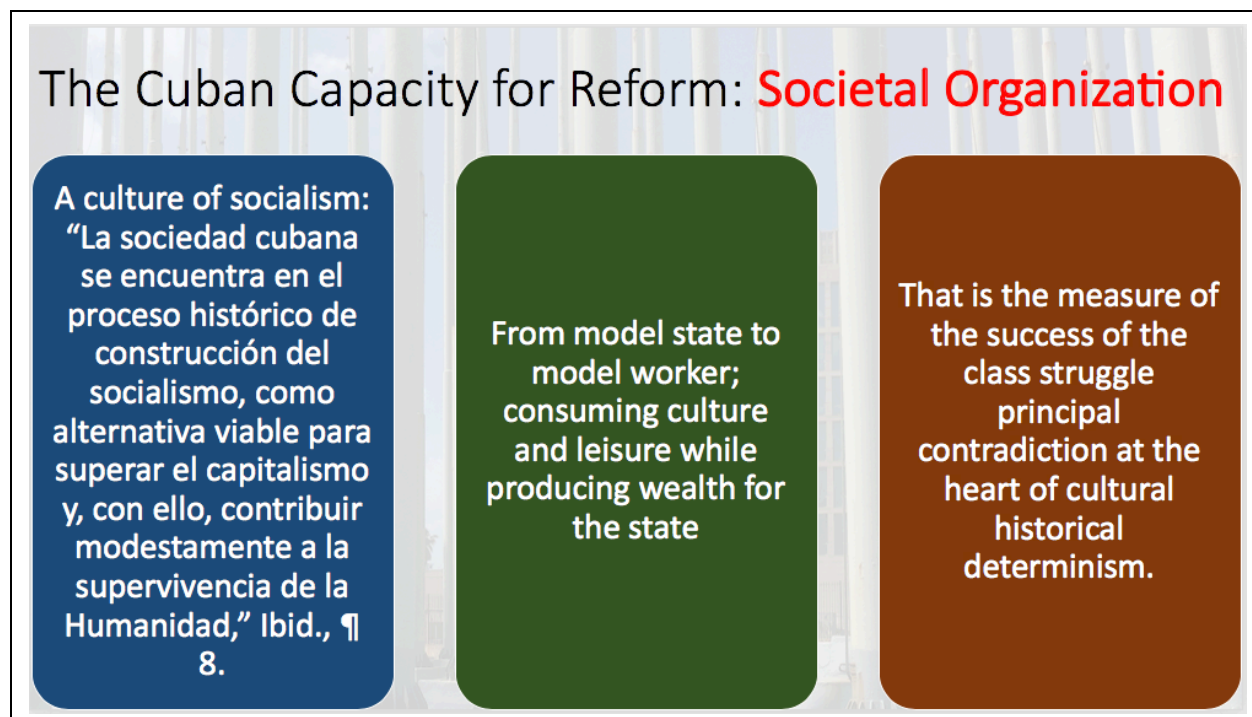 The Cuban Capacity for Reform: Societal Organization
A culture of socialism:
“La sociedad cubana
se encuentra en el
proceso histórico de
construcción del
socialismo, como
alternativa viable para
superar el capitalismo
y, con ello, contribuir
modestamente a la
supervivencia de la
Humanidad,” Ibid., ¶
8.
From model state to
model worker;
consuming culture
and leisure while
producing wealth for
the state
That is the measure of
the success of the
class struggle
principal
contradiction at the
heart of cultural
historical
determinism.